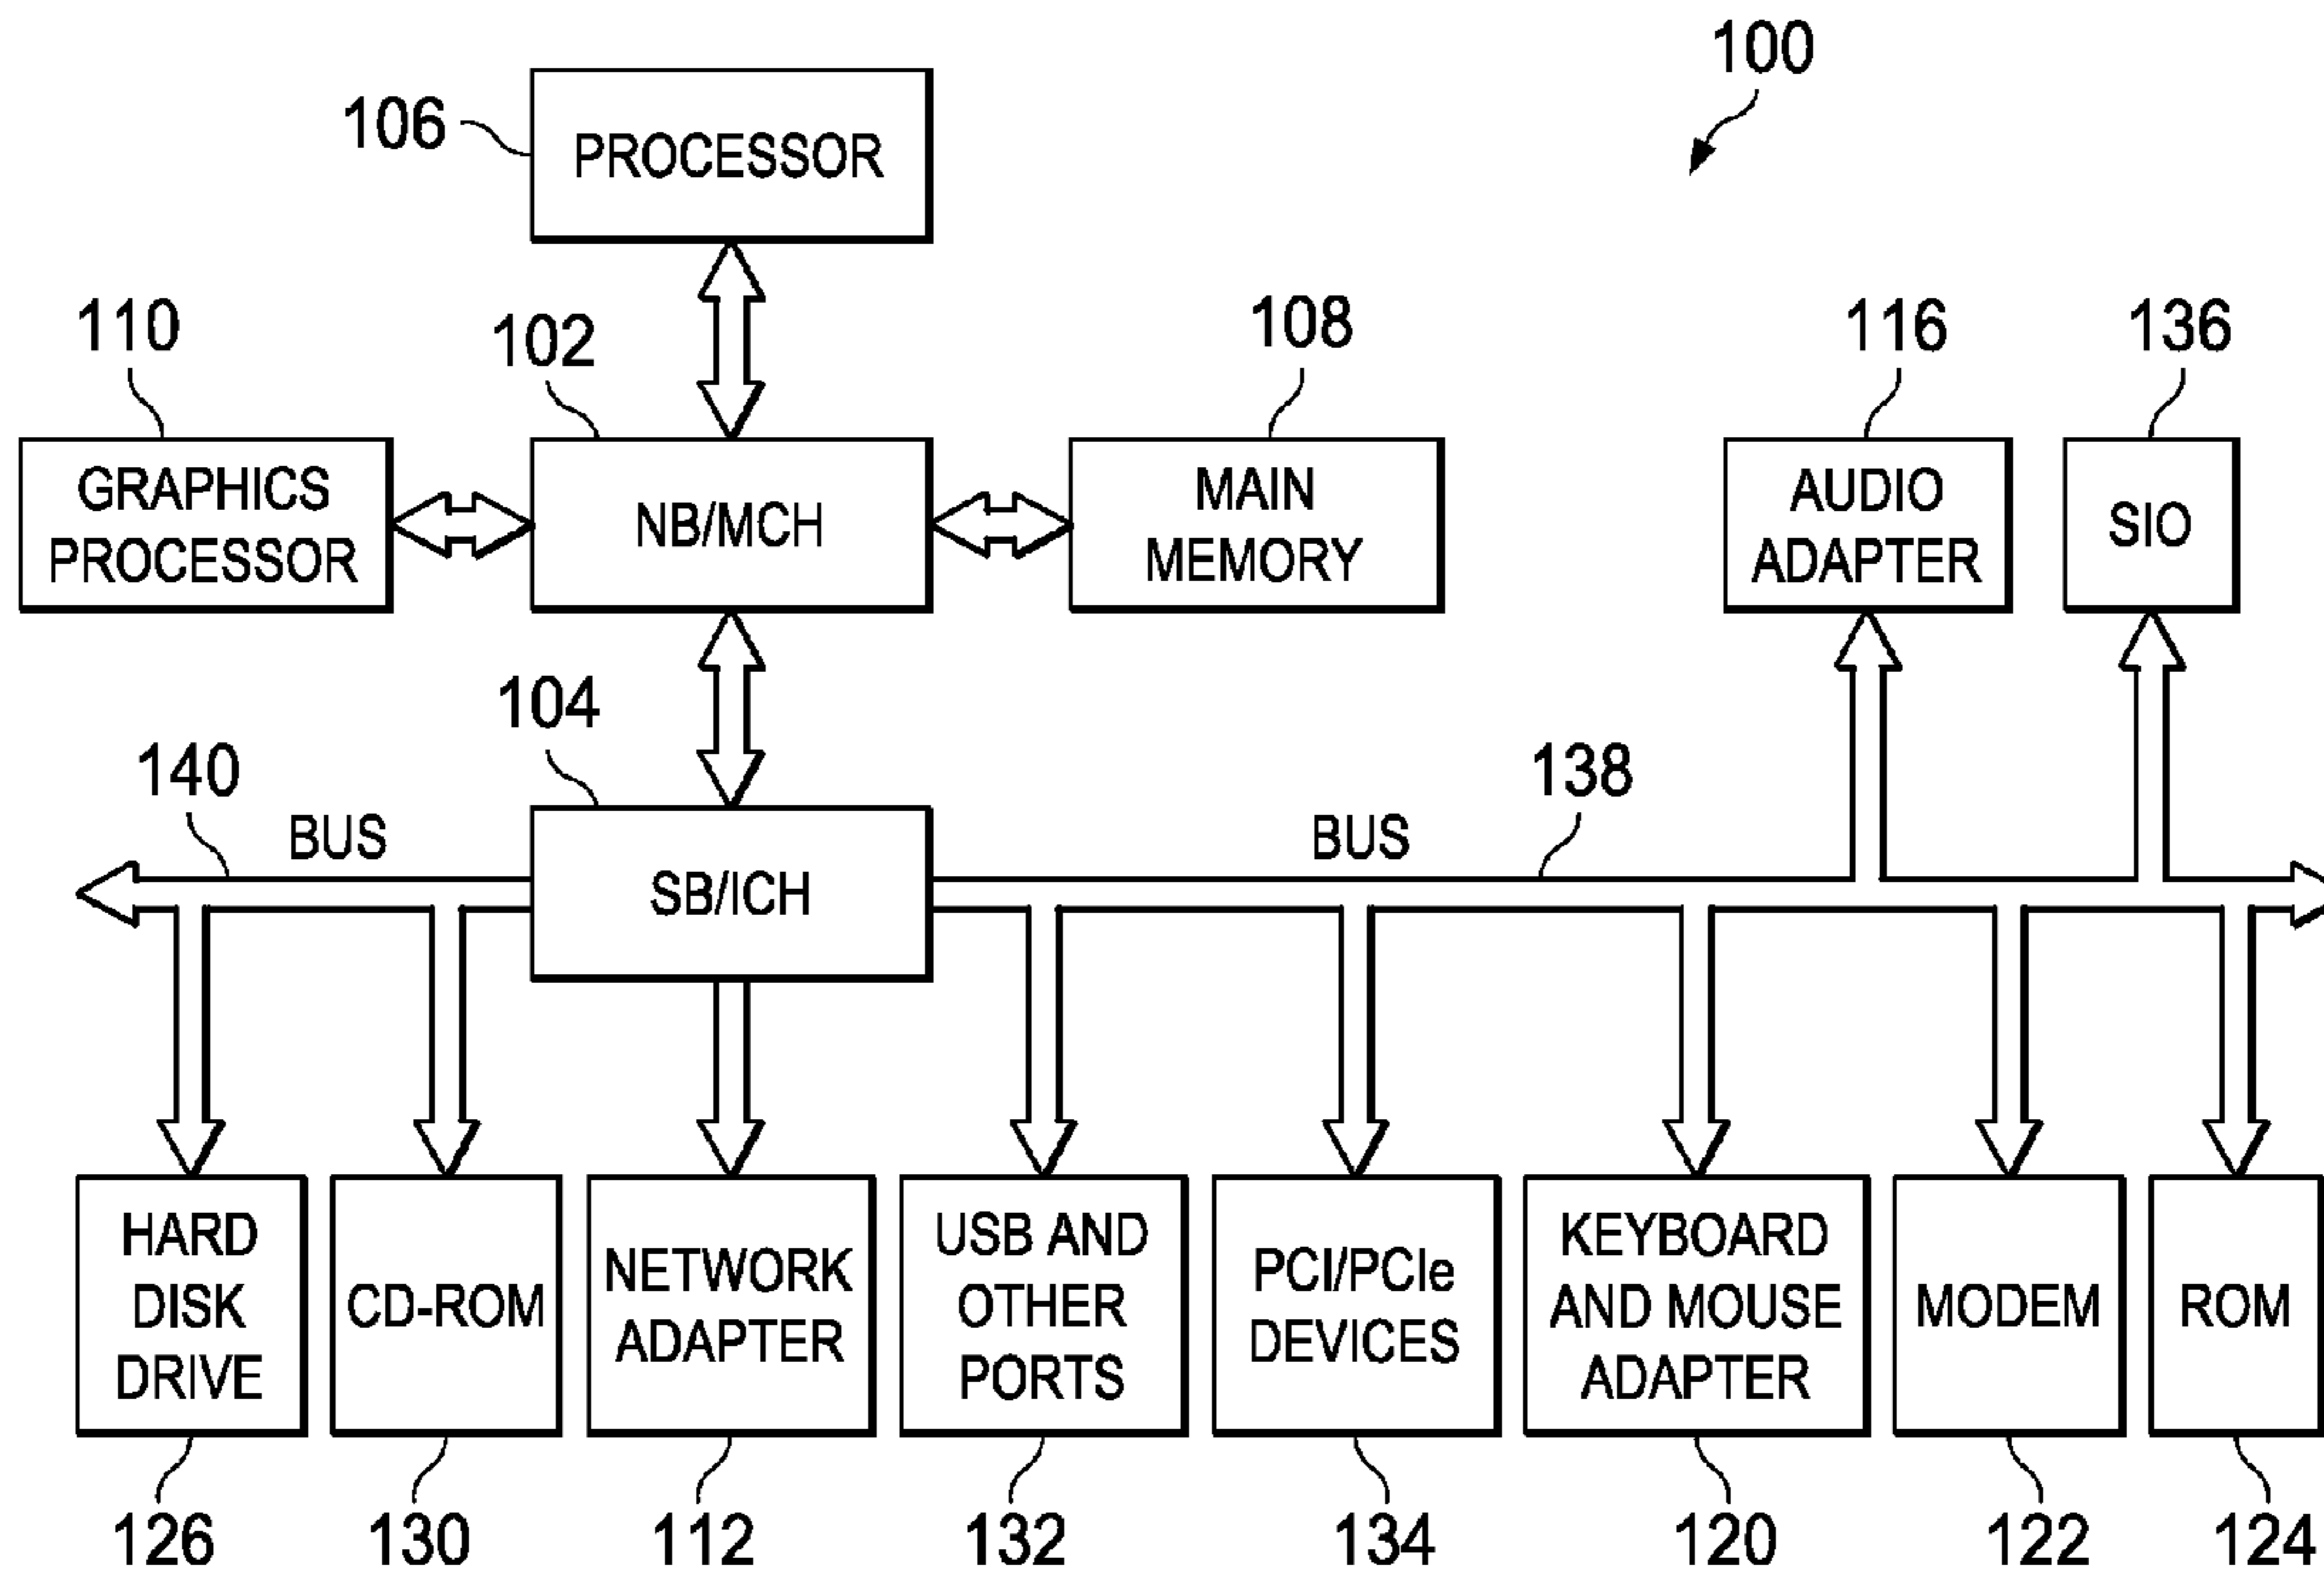 100
106
PROCESSOR
110
102
108
116
136
GRAPHICS
PROCESSOR
NB/MCH
MAIN
MEMORY
AUDIO
ADAPTER
SIO
104
140
BUS
SB/ICH
BUS
138
HARD
DISK
DRIVE
CD-ROM
NETWORK
ADAPTER
USB AND
OTHER
PORTS
PCI/PCIe
DEVICES
KEYBOARD
AND MOUSE
ADAPTER
MODEM
ROM
126
130
112
132
134
120
122
124